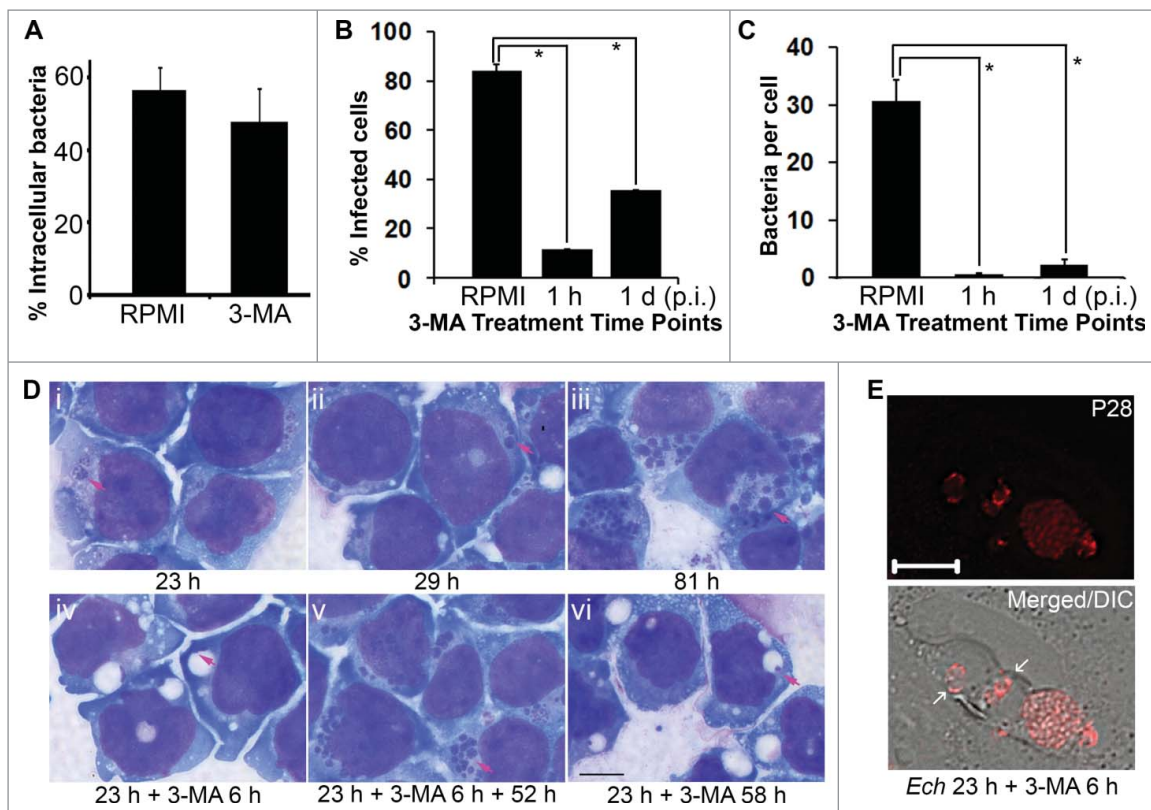 A
% Intracellular bacteria
60
40
20
0
RPMI 3-MA
B
% Infected cells
100
80
60
40
20
0
* *
RPMI 1 h 1 d (p.i.)
3-MA Treatment Time Points
C
Bacteria per cell
40
30
20
10
0
* *
RPMI 1 h 1 d (p.i.)
3-MA Treatment Time Points
D
i ii iii
23 h 29 h 81 h
iv v vi
23 h + 3-MA 6 h 23 h + 3-MA 6 h + 52 h 23 h + 3-MA 58 h
E
P28
Merged/DIC
Ech 23 h + 3-MA 6 h